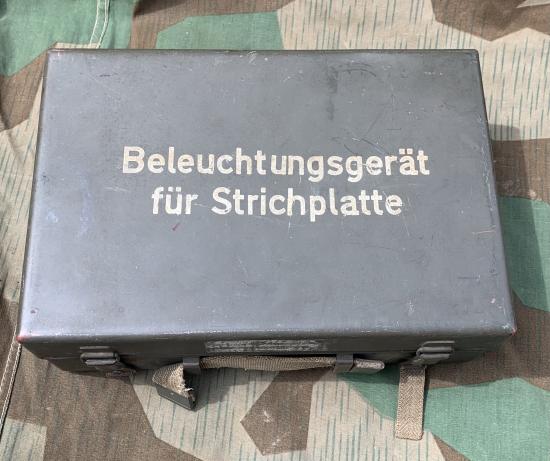 Beleuchtungsgerät
für Strichplatte